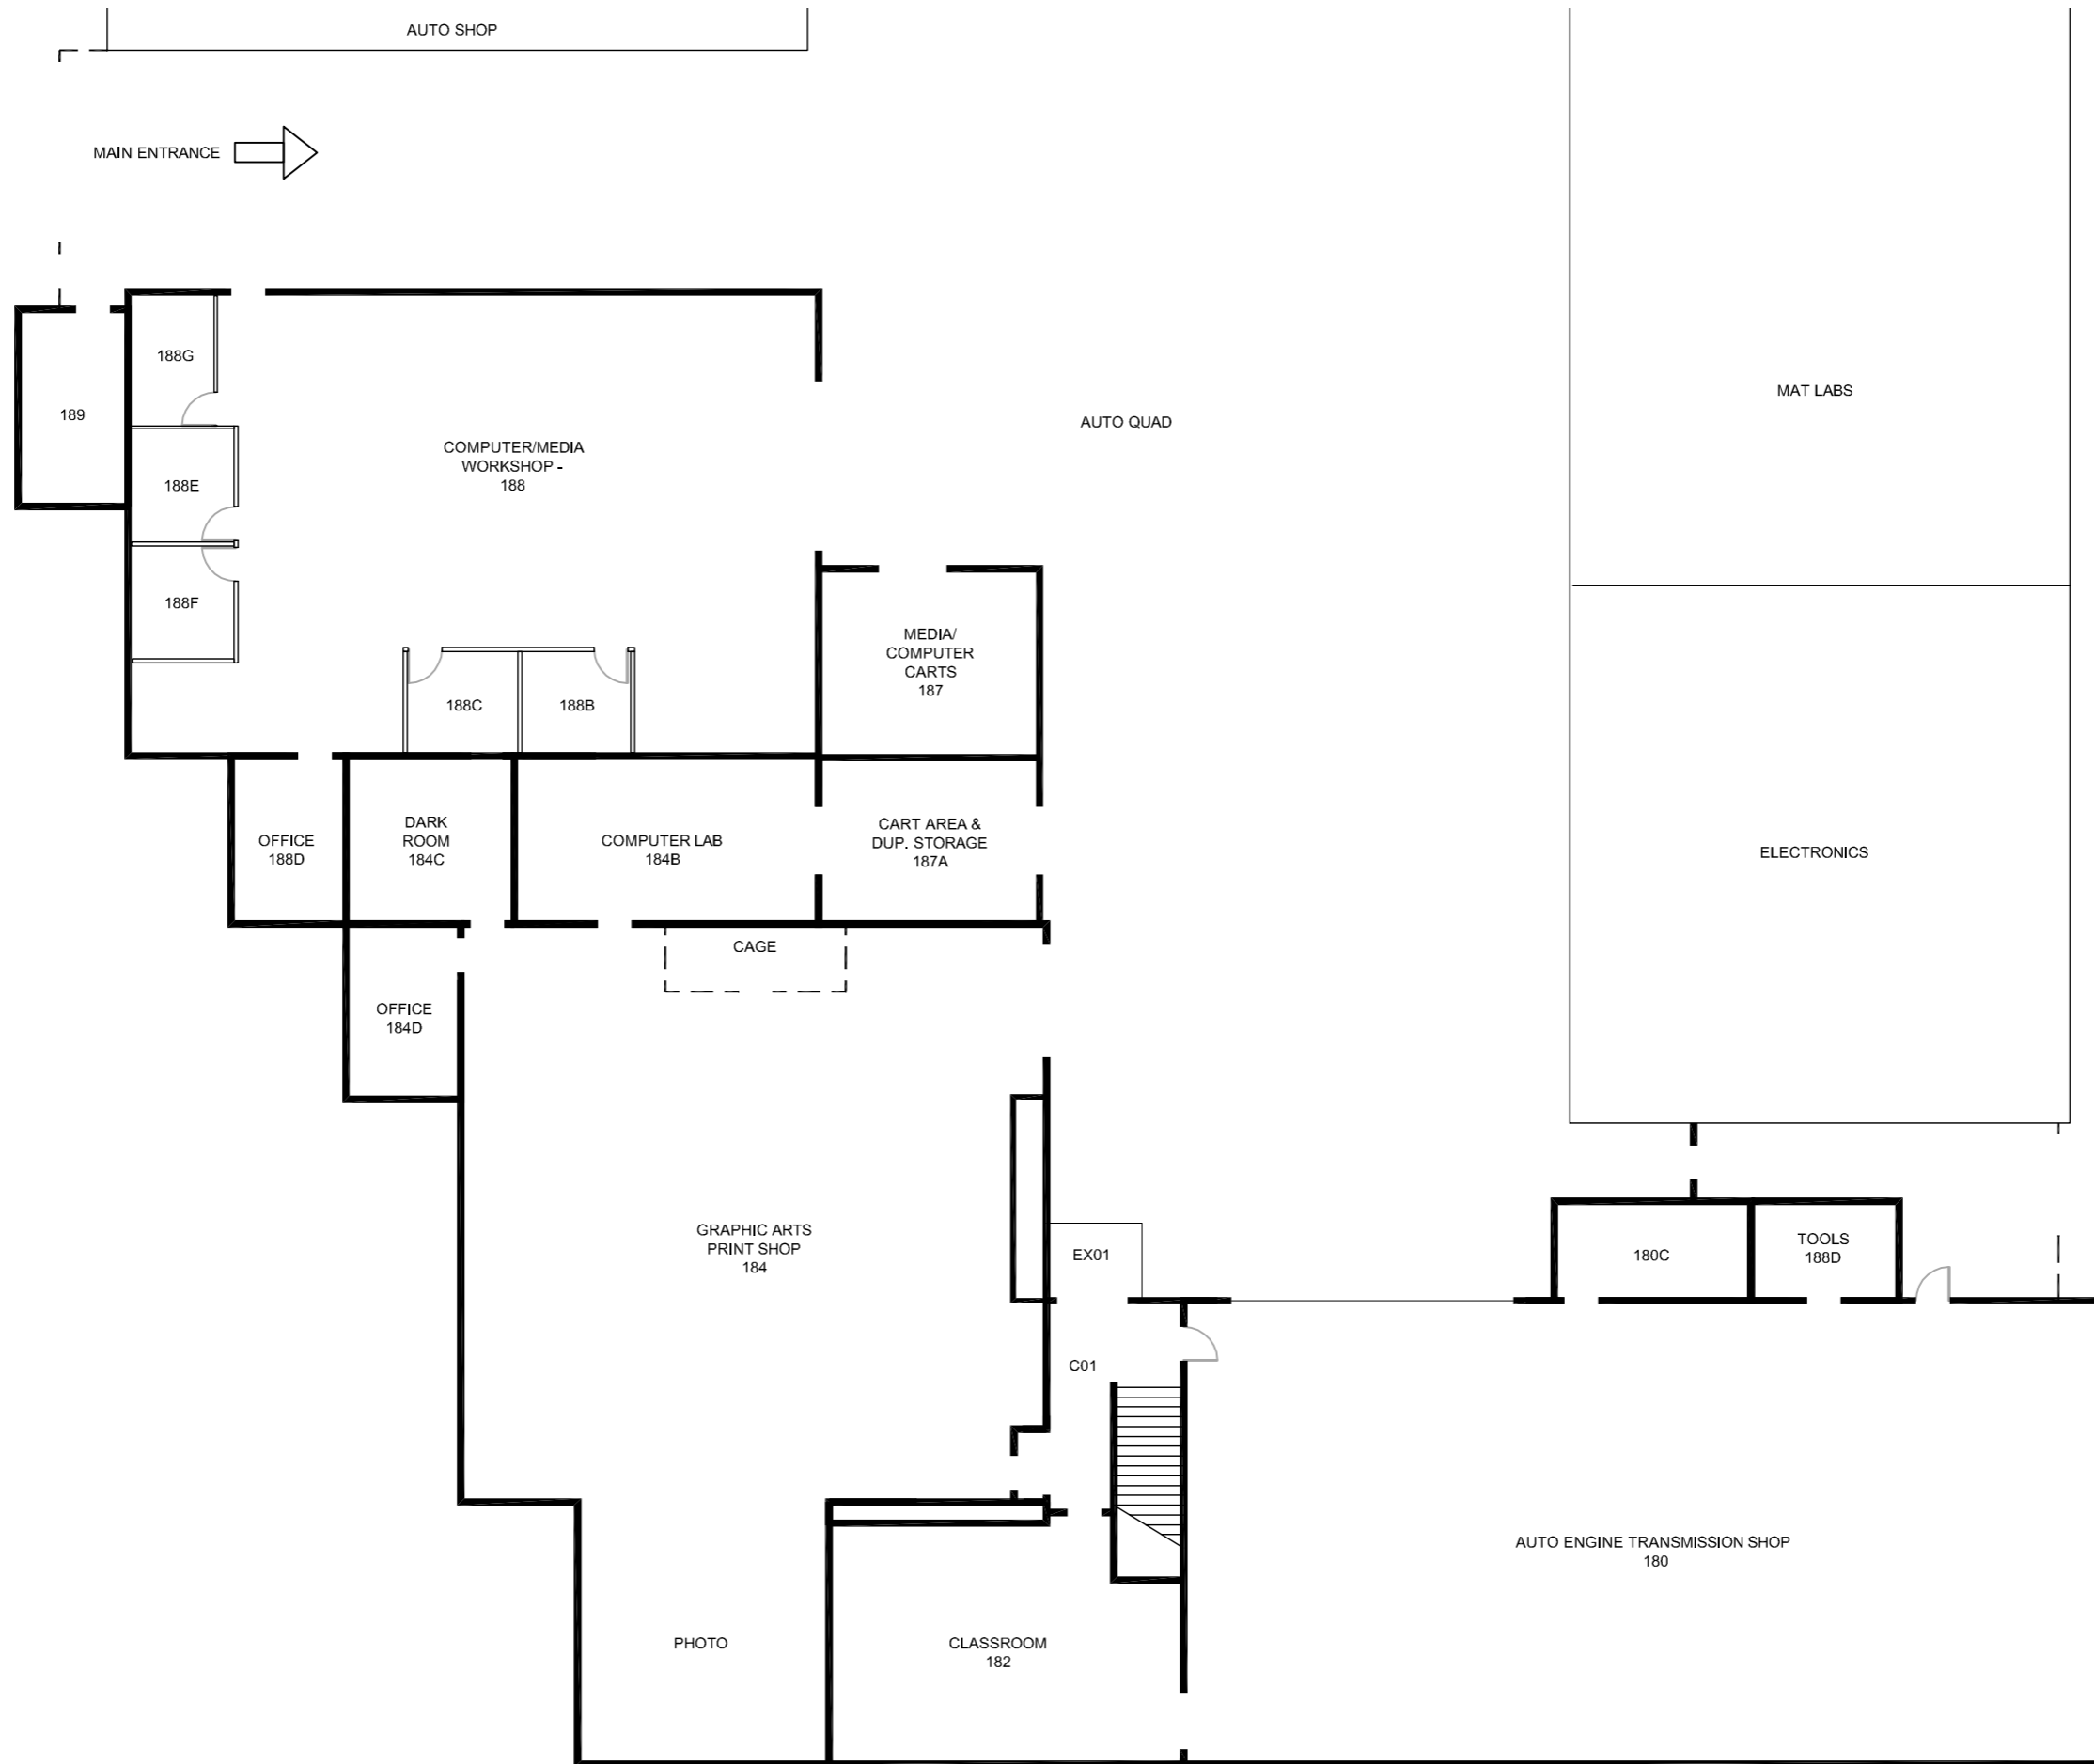 AUTO SHOP
MAIN ENTRANCE
188G
189
188E
188F
COMPUTER/MEDIA
WORKSHOP -
188
AUTO QUAD
MAT LABS
MEDIA/
COMPUTER
CARTS
187
188C
188B
OFFICE
188D
DARK
ROOM
184C
COMPUTER LAB
184B
CART AREA &
DUP. STORAGE
187A
ELECTRONICS
CAGE
OFFICE
184D
GRAPHIC ARTS
PRINT SHOP
184
EX01
180C
TOOLS
188D
C01
AUTO ENGINE TRANSMISSION SHOP
180
PHOTO
CLASSROOM
182